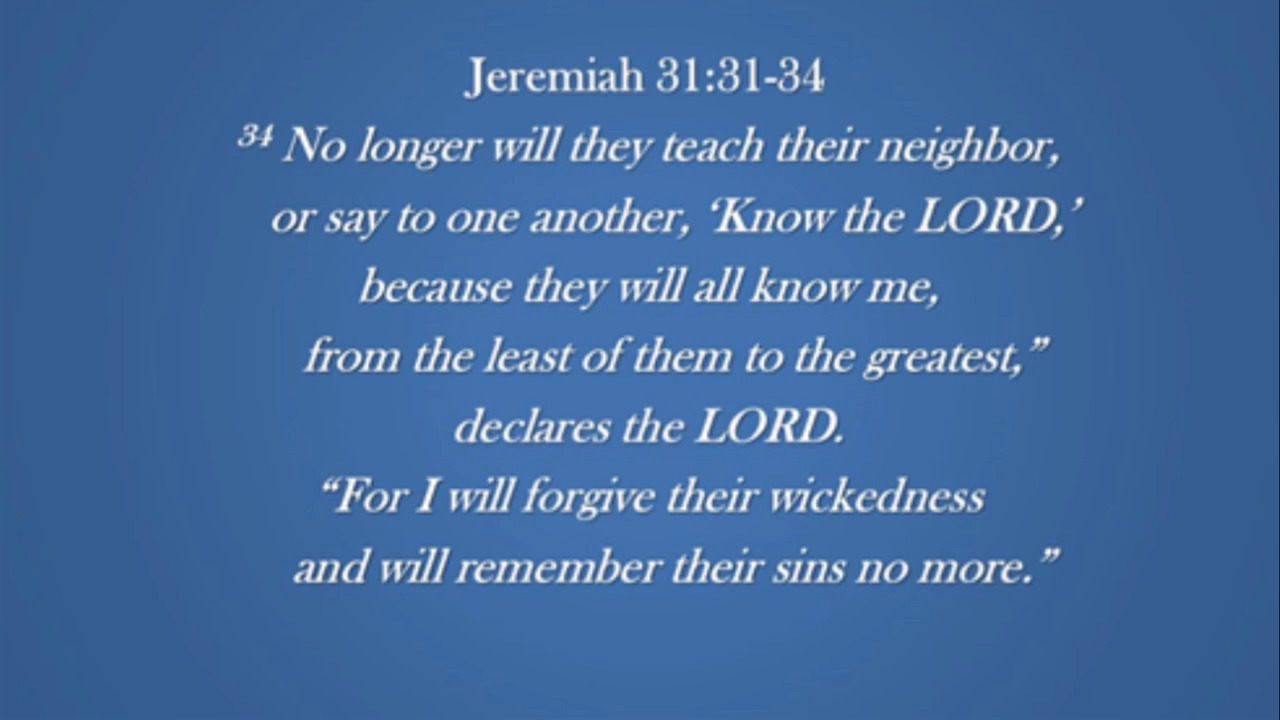 Jeremiah 31:31-34
34 No longer will they teach their neighbor,
or say to one another, ‘Know the LORD,’
because they will all know me,
from the least of them to the greatest,”
declares the LORD.
“For I will forgive their wickedness
and will remember their sins no more.”